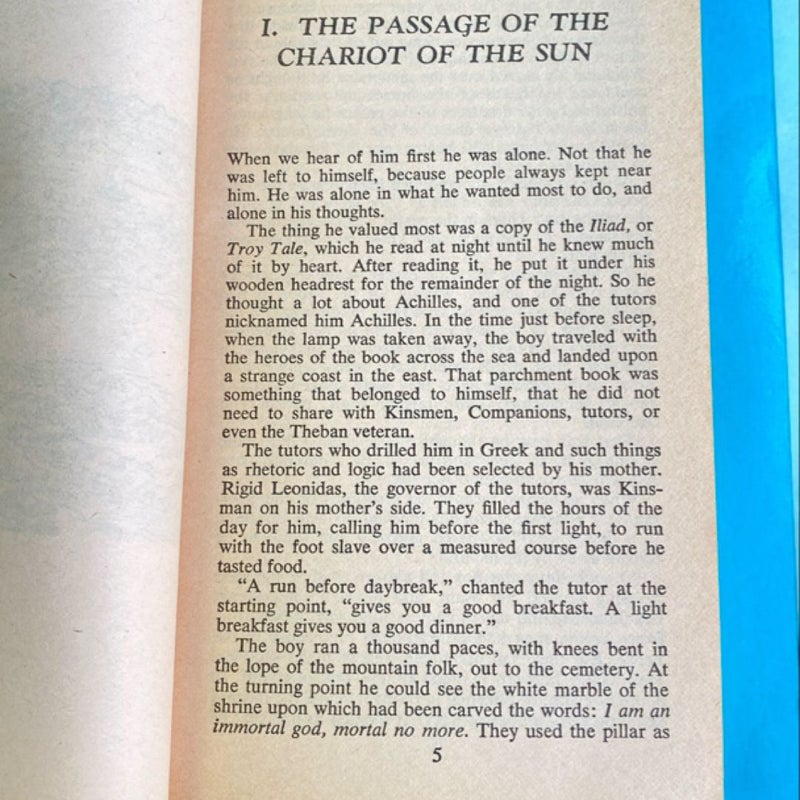 I. THE PASSAGE OF THE
CHARIOT OF THE SUN
When we hear of him first he was alone. Not that he
was left to himself, because people always kept near
him. He was alone in what he wanted most to do, and
alone in his thoughts.
The thing he valued most was a copy of the Iliad, or
Troy Tale, which he read at night until he knew much
of it by heart. After reading it, he put it under his
wooden headrest for the remainder of the night. So he
thought a lot about Achilles, and one of the tutors
nicknamed him Achilles. In the time just before sleep,
when the lamp was taken away, the boy traveled with
the heroes of the book across the sea and landed upon
a strange coast in the east. That parchment book was
something that belonged to himself, that he did not
need to share with Kinsmen, Companions, tutors, or
even the Theban veteran.
The tutors who drilled him in Greek and such things
as rhetoric and logic had been selected by his mother.
Rigid Leonidas, the governor of the tutors, was Kins-
man on his mother's side. They filled the hours of the
day for him, calling him before the first light, to run
with the foot slave over a measured course before he
tasted food.
“A run before daybreak,” chanted the tutor at the
starting point, “gives you a good breakfast. A light
breakfast gives you a good dinner.”
The boy ran a thousand paces, with knees bent in
the lope of the mountain folk, out to the cemetery. At
the turning point he could see the white marble of the
shrine upon which had been carved the words: I am an
immortal god, mortal no more. They used the pillar as
5